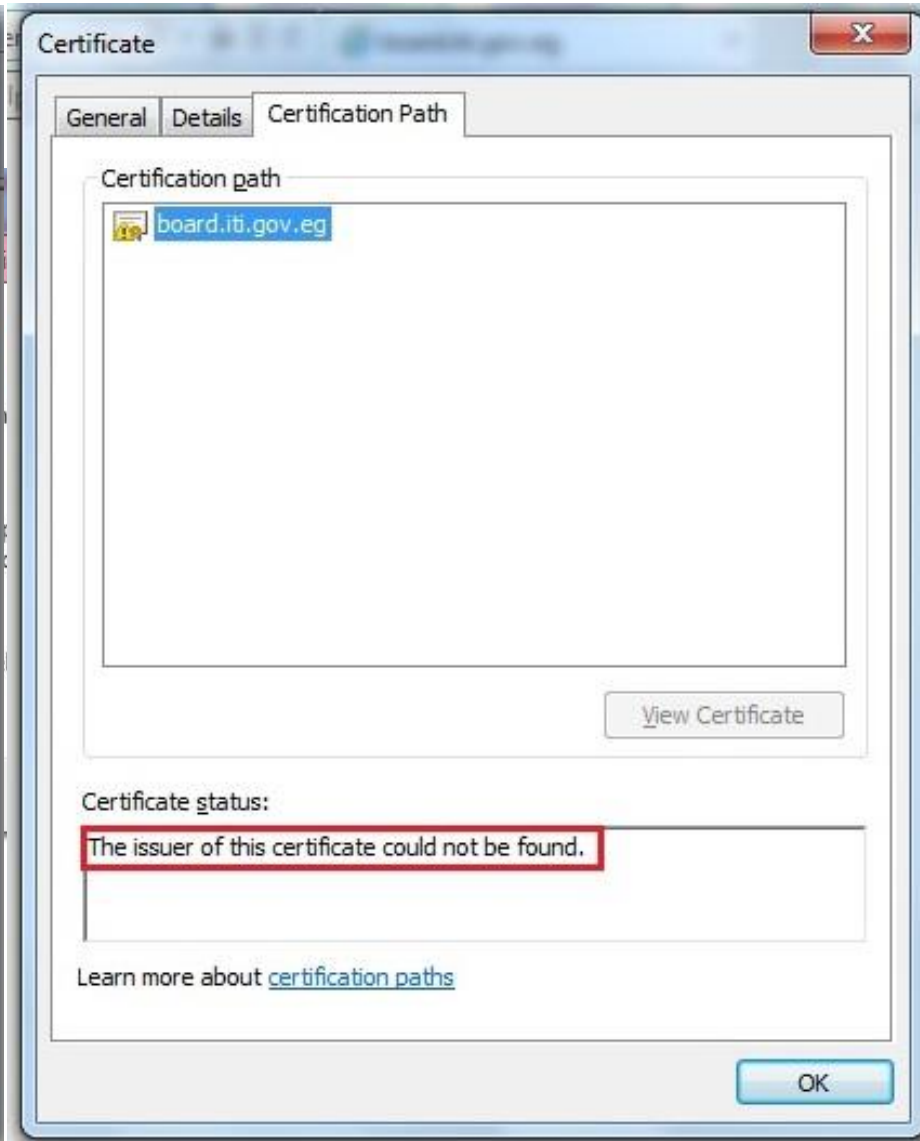 Certificate
General
Details
Certification Path
Certification path
board.iti.gov.eg
View Certificate
Certificate status:
The issuer of this certificate could not be found.
Learn more about certification paths
OK